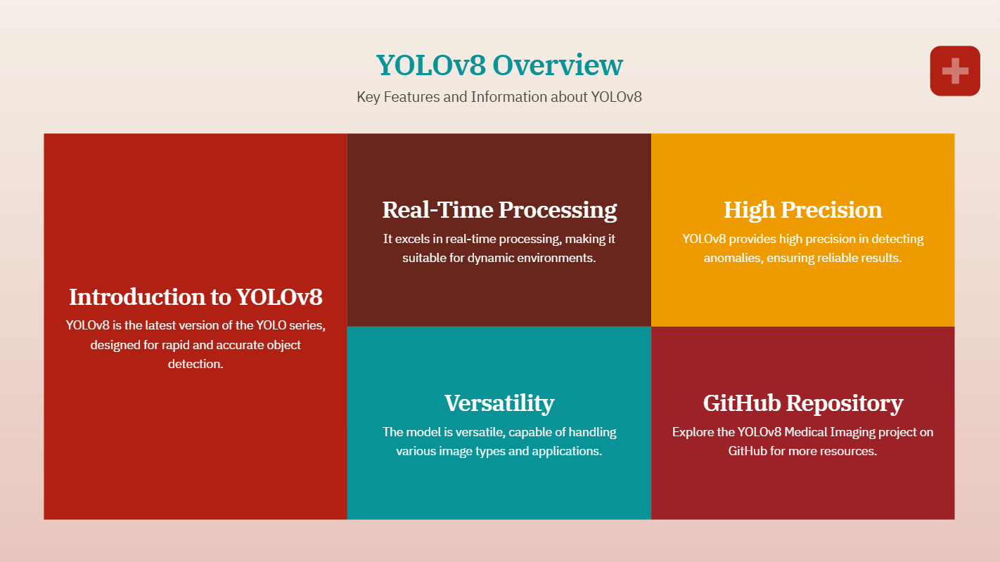 YOLOv8 Overview
Key Features and Information about YOLOv8
Introduction to YOLOv8
YOLOv8 is the latest version of the YOLO series,
designed for rapid and accurate object
detection.
Real-Time Processing
It excels in real-time processing, making it
suitable for dynamic environments.
High Precision
YOLOv8 provides high precision in detecting
anomalies, ensuring reliable results.
Versatility
The model is versatile, capable of handling
various image types and applications.
GitHub Repository
Explore the YOLOv8 Medical Imaging project on
GitHub for more resources.